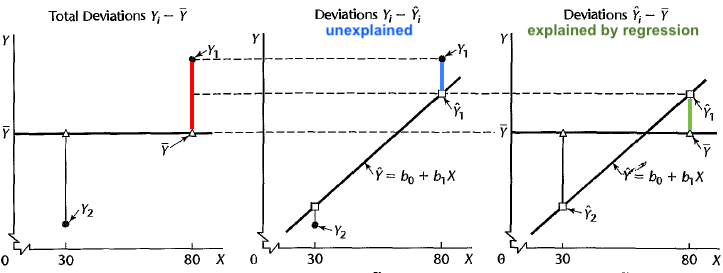 Total Deviations Yᵢ − Ȳ
Y
Y₁
Ȳ
Ȳ
Y₂
0
30
80
X
Deviations Yᵢ − Ŷᵢ
unexplained
Y
Y₁
Ŷ₁
Ŷ = b₀ + b₁X
Y₂
0
30
80
X
Deviations Ŷᵢ − Ȳ
explained by regression
Y
Ŷ₁
Ȳ
Ȳ
Ŷ = b₀ + b₁X
Ŷ₂
0
30
80
X